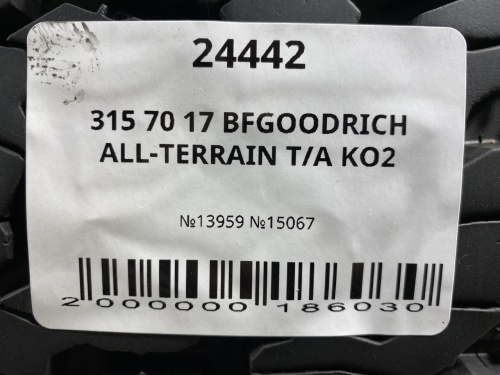 24442
315 70 17 BFGOODRICH
ALL-TERRAIN T/A KO2
№13959 №15067
2 000000 186030